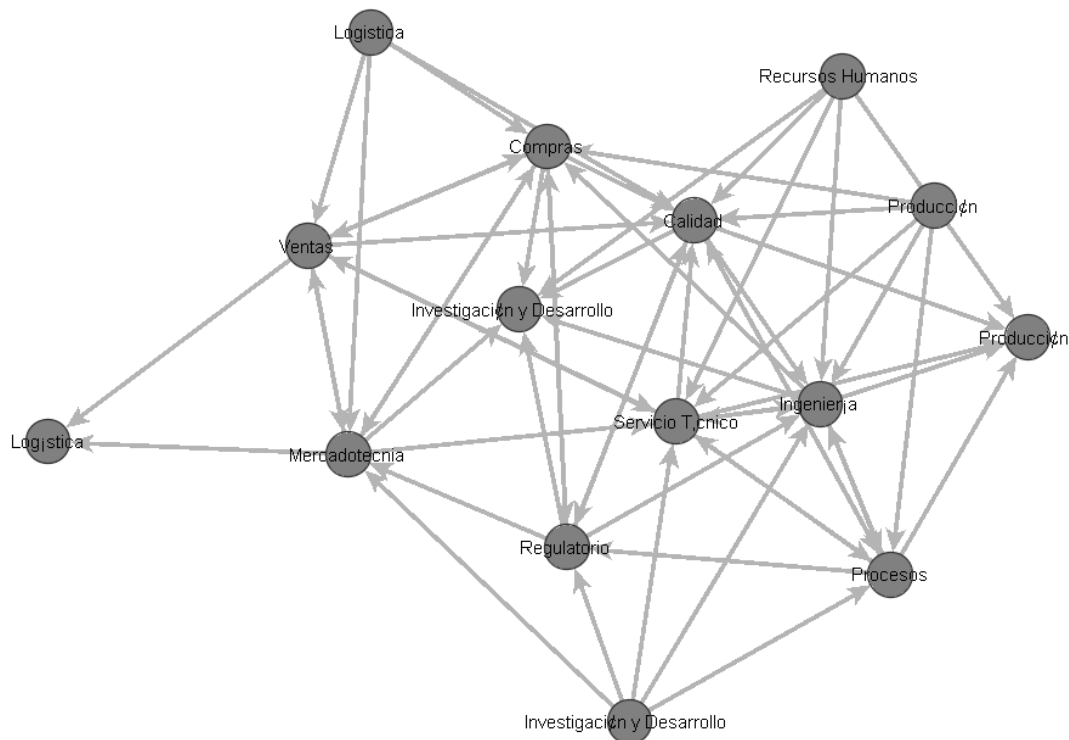 Logistica
Recursos Humanos
Compras
Producci¢n
Calidad
Ventas
Investigaci¢n y Desarrollo
Producci¢n
Ingenier¡a
Servicio T‚cnico
Log¡stica
Mercadotecnia
Regulatorio
Procesos
Investigaci¢n y Desarrollo